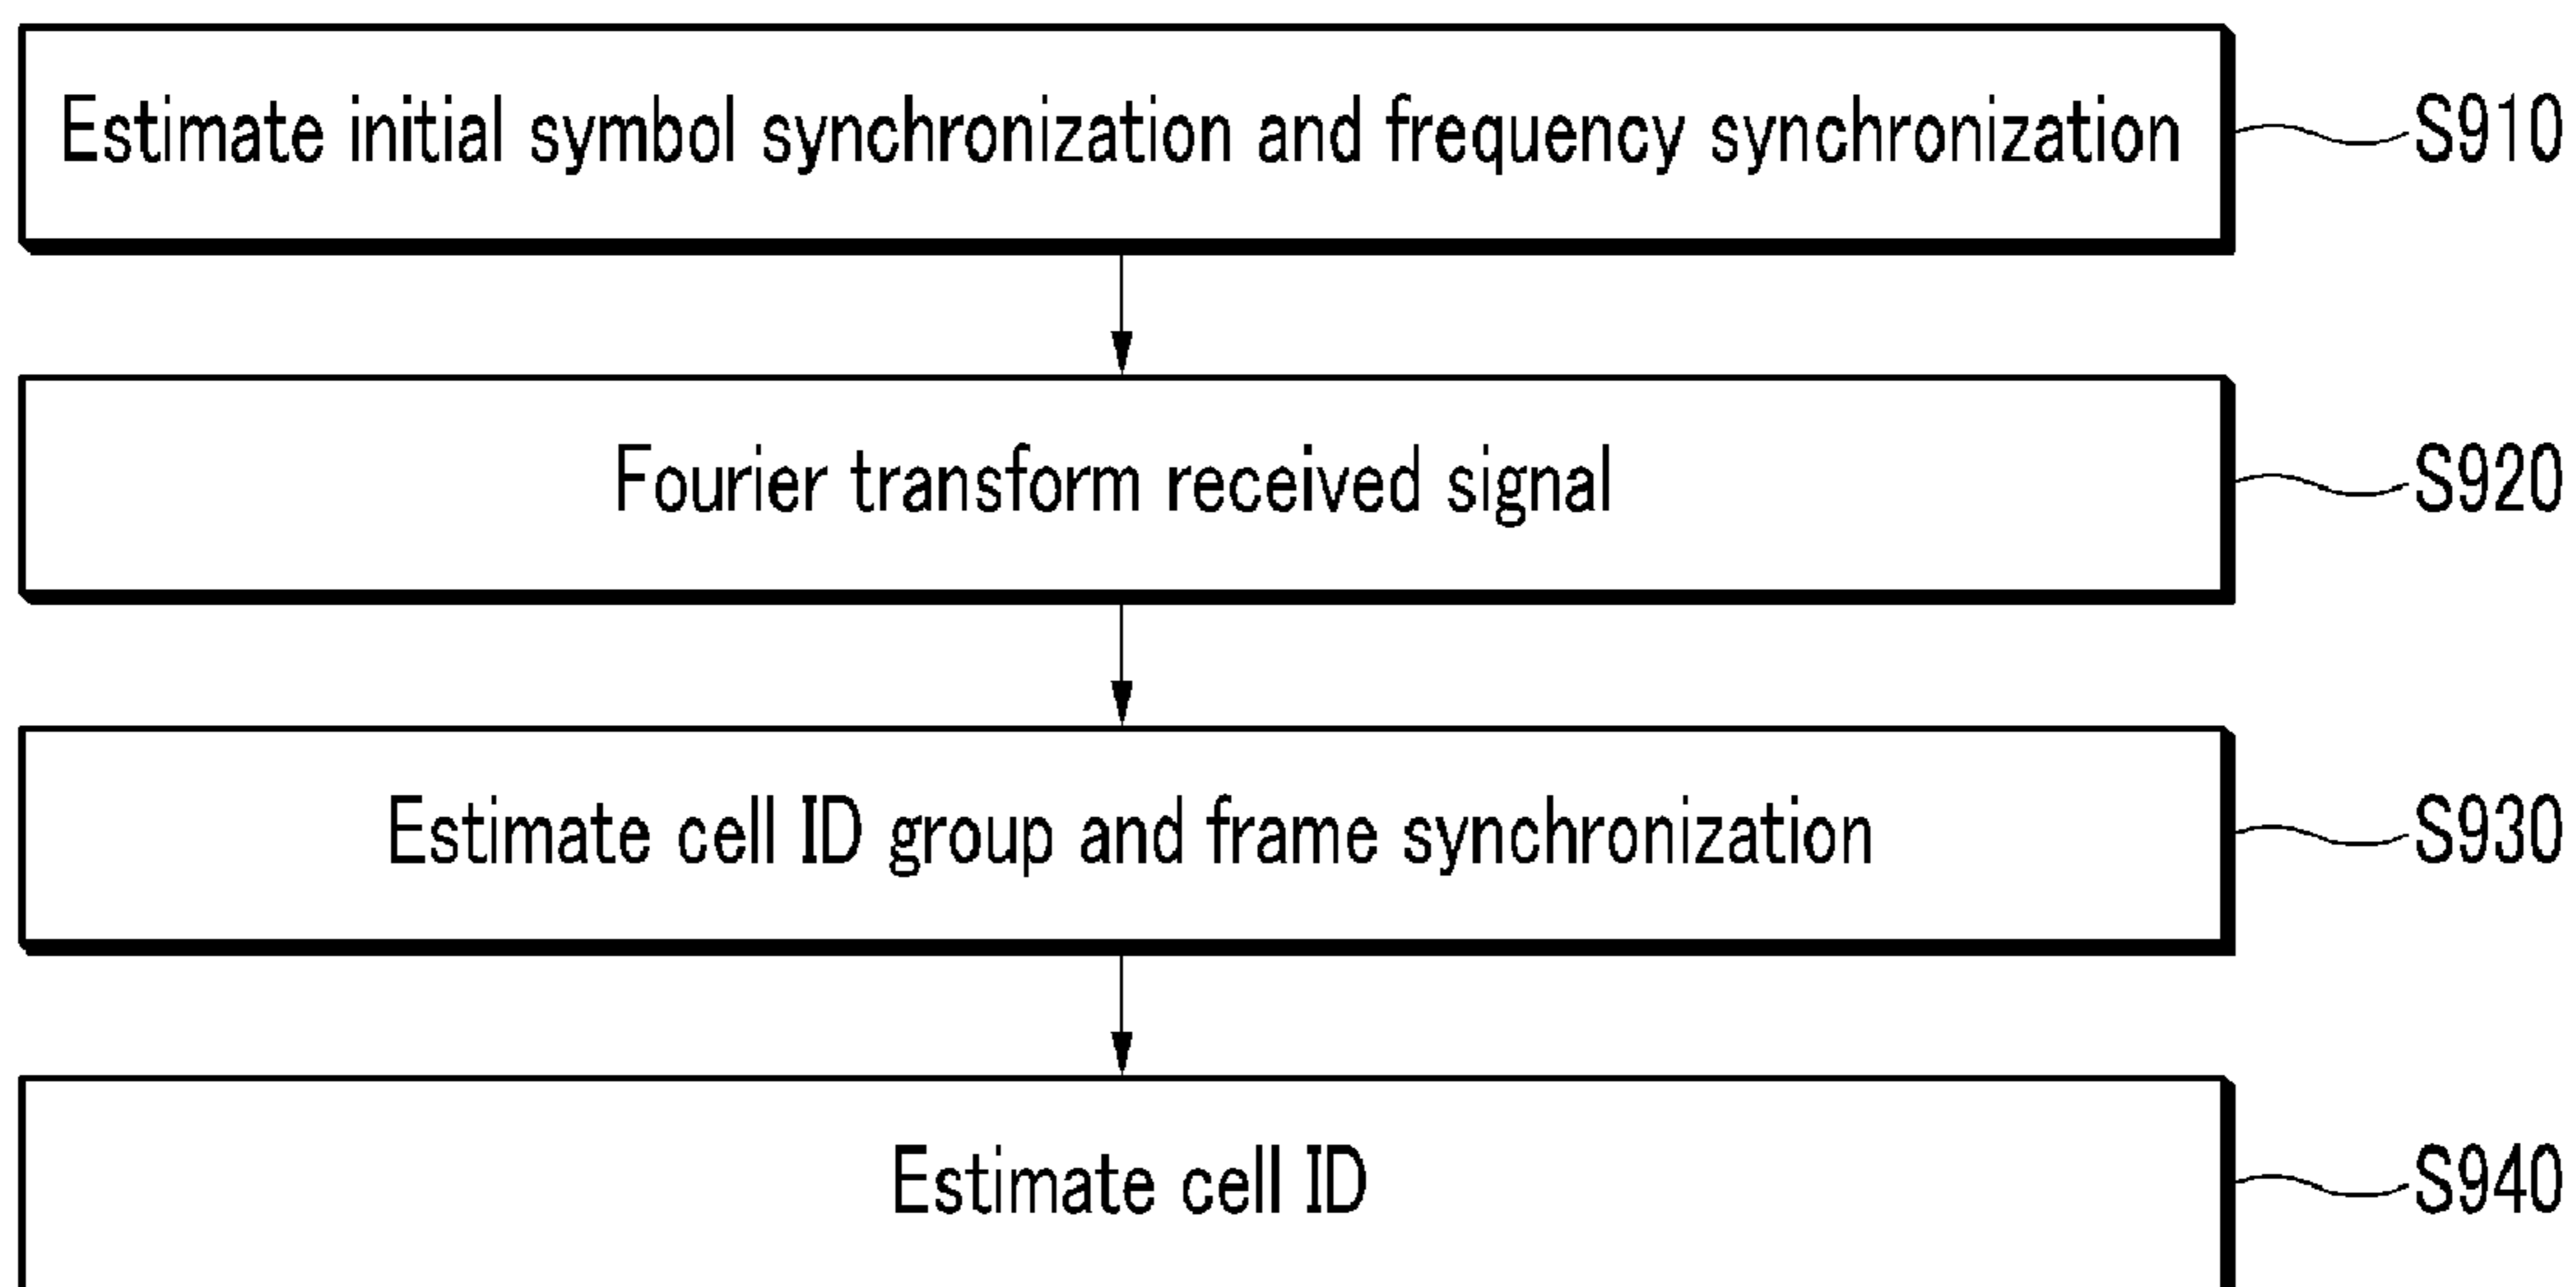 Estimate initial symbol synchronization and frequency synchronization S910
Fourier transform received signal S920
Estimate cell ID group and frame synchronization S930
Estimate cell ID S940